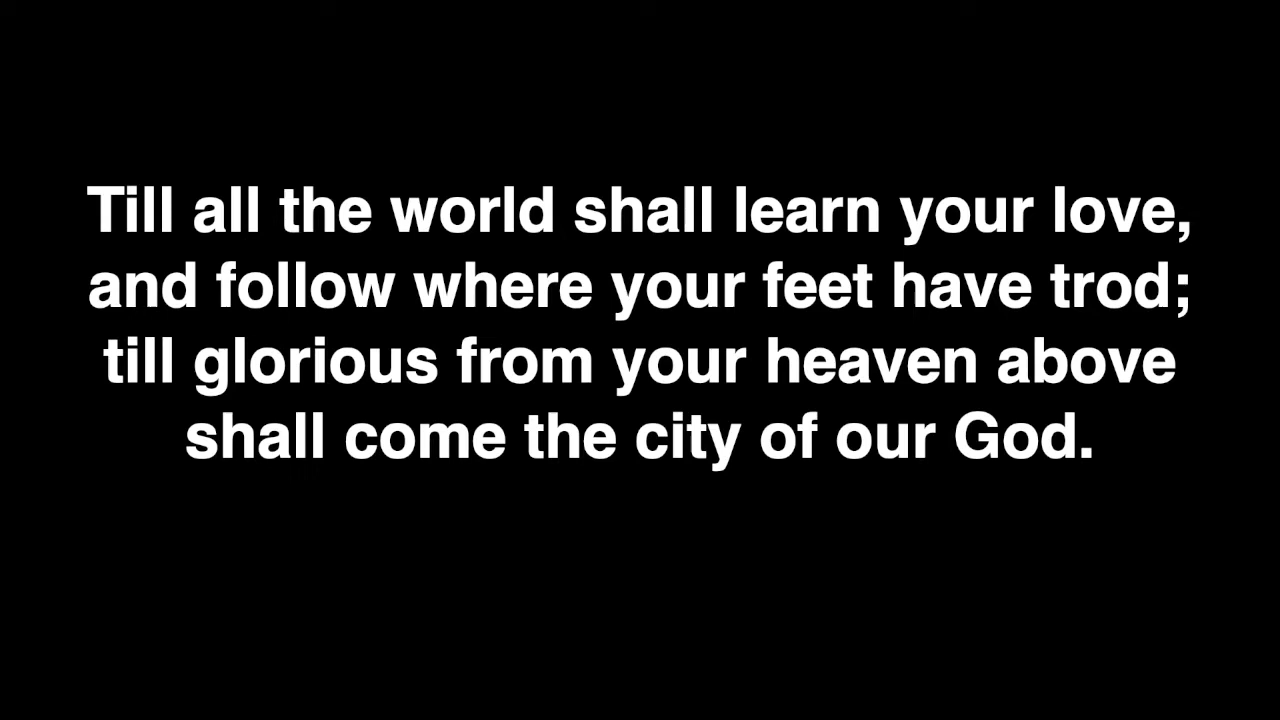 Till all the world shall learn your love,
and follow where your feet have trod;
till glorious from your heaven above
shall come the city of our God.